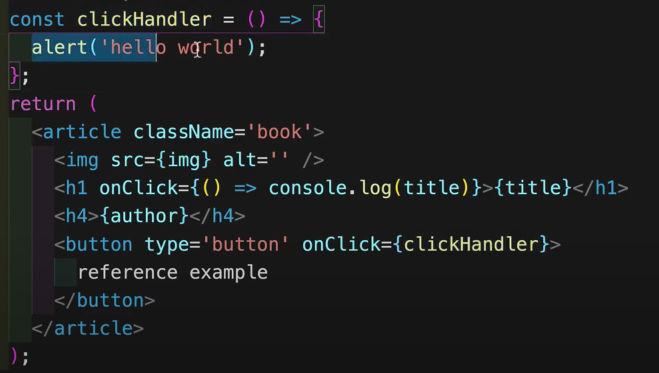 const clickHandler = () => {
  alert('hello world');
};
return (
  <article className='book'>
    <img src={img} alt='' />
    <h1 onClick={() => console.log(title)}>{title}</h1>
    <h4>{author}</h4>
    <button type='button' onClick={clickHandler}>
      reference example
    </button>
  </article>
);